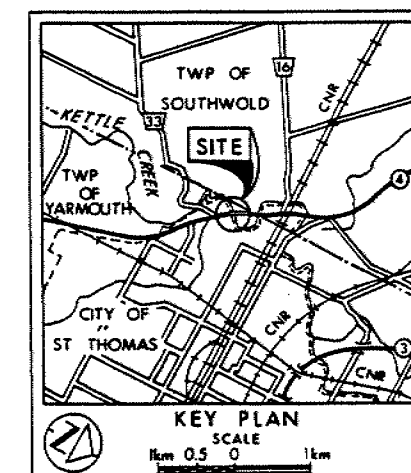 TWP OF
SOUTHWOLD
16
CNR
KETTLE
CREEK
33
SITE
TWP
OF
YARMOUTH
4
CITY OF
ST THOMAS
CNR
3
CNR
KEY PLAN
SCALE
1km 0.5 0 1km